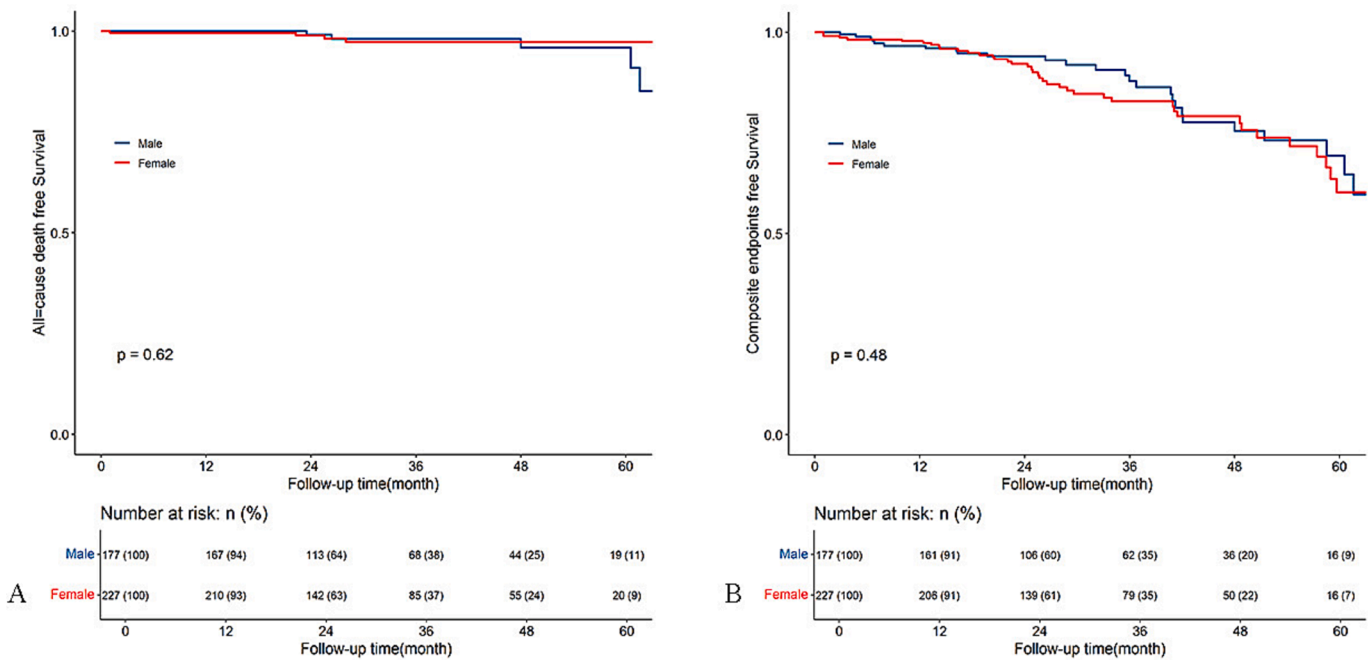 1.0
0.5
0.0
All=cause death free Survival
Male
Female
p = 0.62
0 12 24 36 48 60
Follow-up time(month)
Number at risk: n (%)
Male 177 (100) 167 (94) 113 (64) 68 (38) 44 (25) 19 (11)
Female 227 (100) 210 (93) 142 (63) 85 (37) 55 (24) 20 (9)
0 12 24 36 48 60
Follow-up time(month)
A
1.0
0.5
0.0
Composite endpoints free Survival
Male
Female
p = 0.48
0 12 24 36 48 60
Follow-up time(month)
Number at risk: n (%)
Male 177 (100) 161 (91) 106 (60) 62 (35) 36 (20) 16 (9)
Female 227 (100) 206 (91) 139 (61) 79 (35) 50 (22) 16 (7)
0 12 24 36 48 60
Follow-up time(month)
B